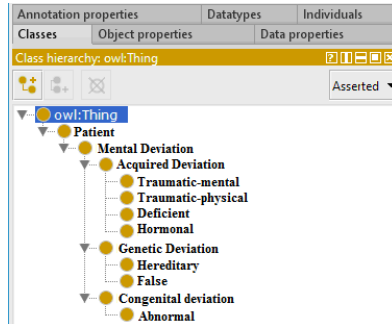 Annotation properties Datatypes Individuals
Classes Object properties Data properties
Class hierarchy: owl:Thing
Asserted
owl:Thing
Patient
Mental Deviation
Acquired Deviation
Traumatic-mental
Traumatic-physical
Deficient
Hormonal
Genetic Deviation
Hereditary
False
Congenital deviation
Abnormal